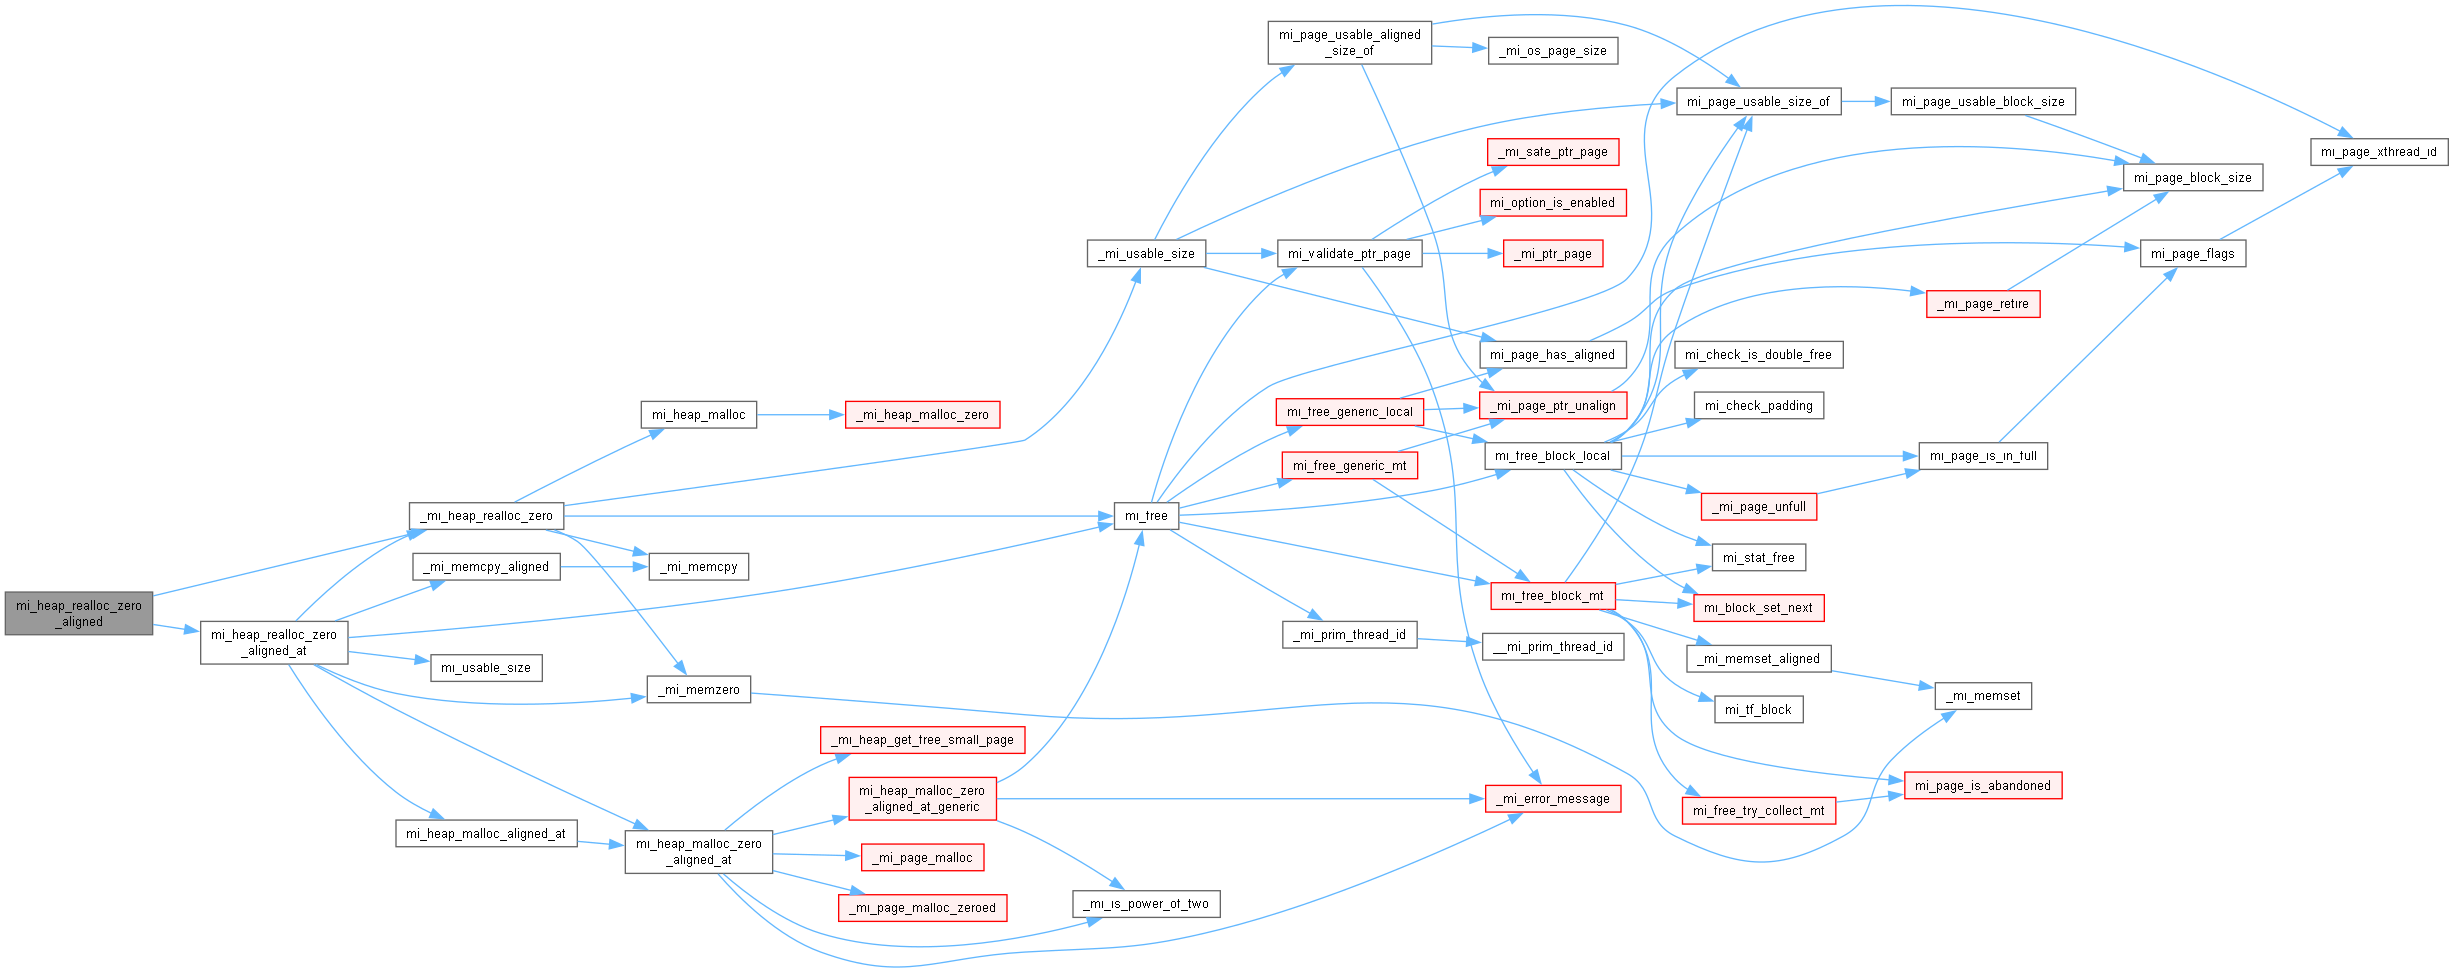 mi_heap_realloc_zero
_aligned
mi_heap_realloc_zero
_aligned_at
_mi_heap_realloc_zero
_mi_memcpy_aligned
mi_usable_size
mi_heap_malloc_aligned_at
mi_heap_malloc
_mi_memcpy
_mi_memzero
mi_heap_malloc_zero
_aligned_at
_mi_heap_malloc_zero
_mi_heap_get_free_small_page
mi_heap_malloc_zero
_aligned_at_generic
_mi_page_malloc
_mi_page_malloc_zeroed
_mi_usable_size
mi_free
_mi_is_power_of_two
mi_page_usable_aligned
_size_of
mi_validate_ptr_page
mi_free_generic_local
mi_free_generic_mt
_mi_prim_thread_id
_mi_os_page_size
_mi_safe_ptr_page
mi_option_is_enabled
_mi_ptr_page
mi_page_has_aligned
_mi_page_ptr_unalign
mi_free_block_local
mi_free_block_mt
__mi_prim_thread_id
_mi_error_message
mi_page_usable_size_of
mi_check_is_double_free
mi_check_padding
_mi_page_unfull
mi_stat_free
mi_block_set_next
_mi_memset_aligned
mi_tf_block
mi_free_try_collect_mt
mi_page_usable_block_size
_mi_page_retire
mi_page_is_in_full
_mi_memset
mi_page_is_abandoned
mi_page_block_size
mi_page_flags
mi_page_xthread_id